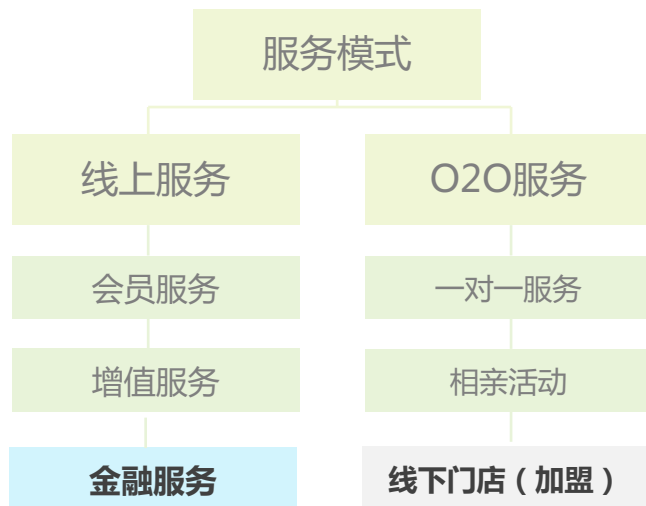 服务模式
线上服务
O2O服务
会员服务
一对一服务
增值服务
相亲活动
金融服务
线下门店（加盟）